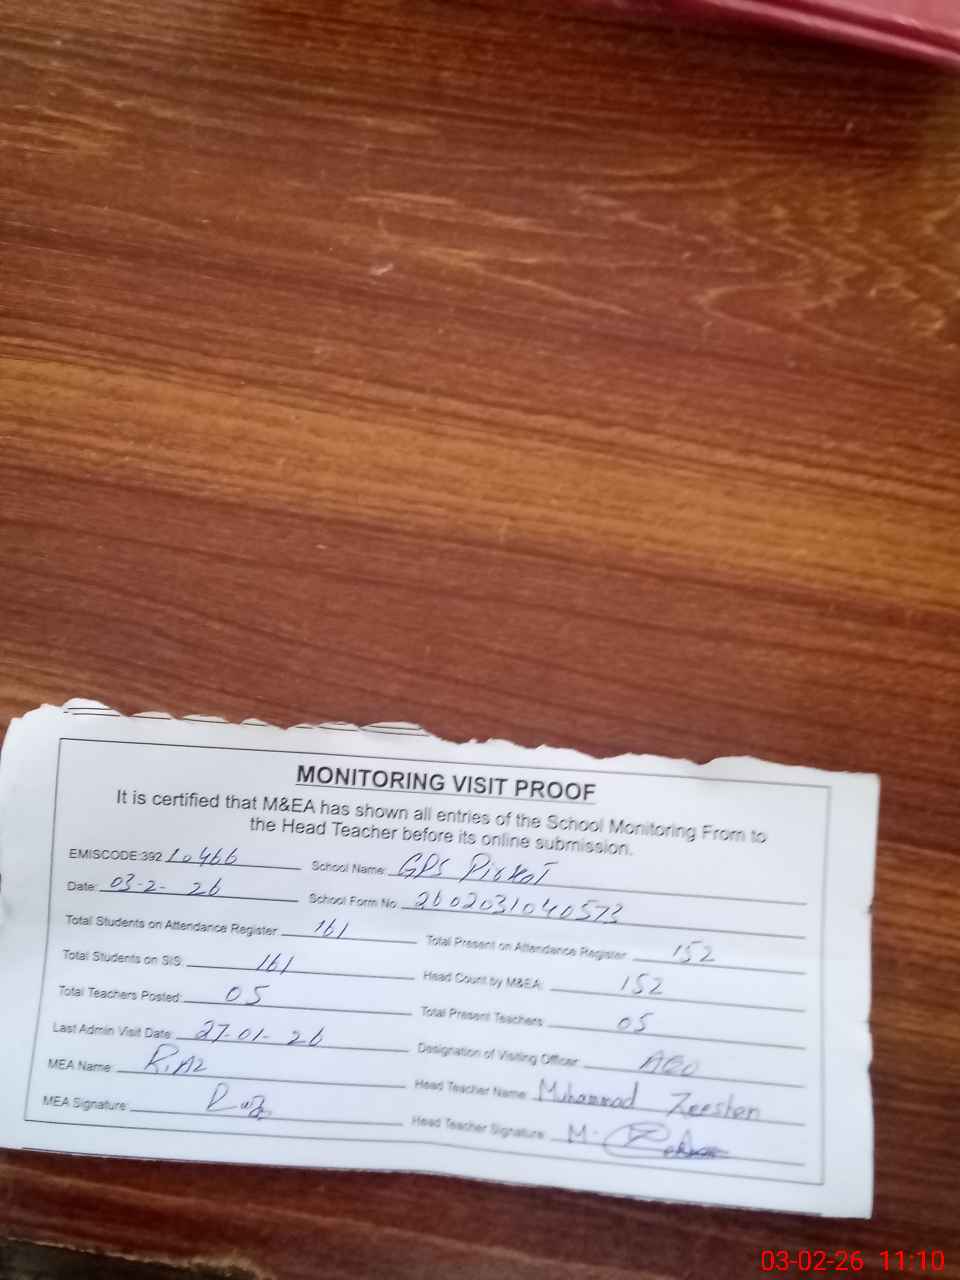 MONITORING VISIT PROOF
It is certified that M&EA has shown all entries of the School Monitoring From to
the Head Teacher before its online submission.
EMISCODE:392 10466 School Name: GPS Pirkot
Date: 03-2-26 School Form No. 2602031040573
Total Students on Attendance Register: 161 Total Present on Attendance Register: 152
Total Students on SIS: 161 Head Count by M&EA: 152
Total Teachers Posted: 05 Total Present Teachers 05
Last Admin Visit Date: 27-01-26 Designation of Visiting Officer: AEO
MEA Name: Riaz Head Teacher Name: Muhammad Zeeshan
MEA Signature: Head Teacher Signature: M.
03-02-26 11:10